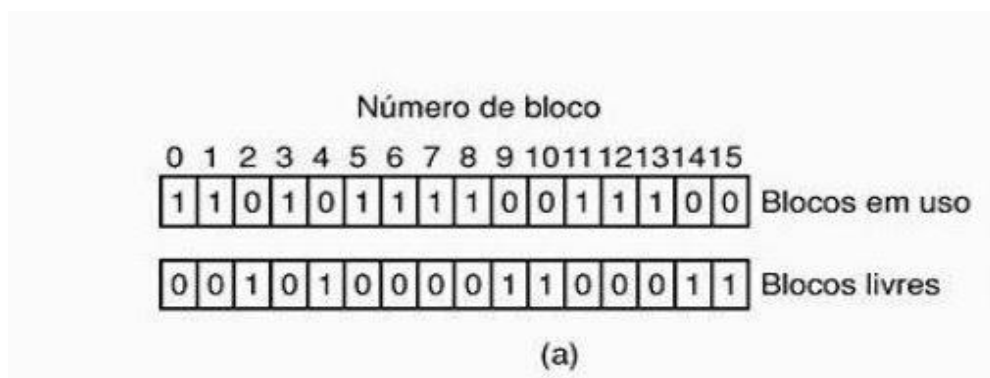 Número de bloco
0 1 2 3 4 5 6 7 8 9 10 11 12 13 14 15
1 1 0 1 0 1 1 1 1 0 0 1 1 1 0 0 Blocos em uso
0 0 1 0 1 0 0 0 0 1 1 0 0 0 1 1 Blocos livres
(a)